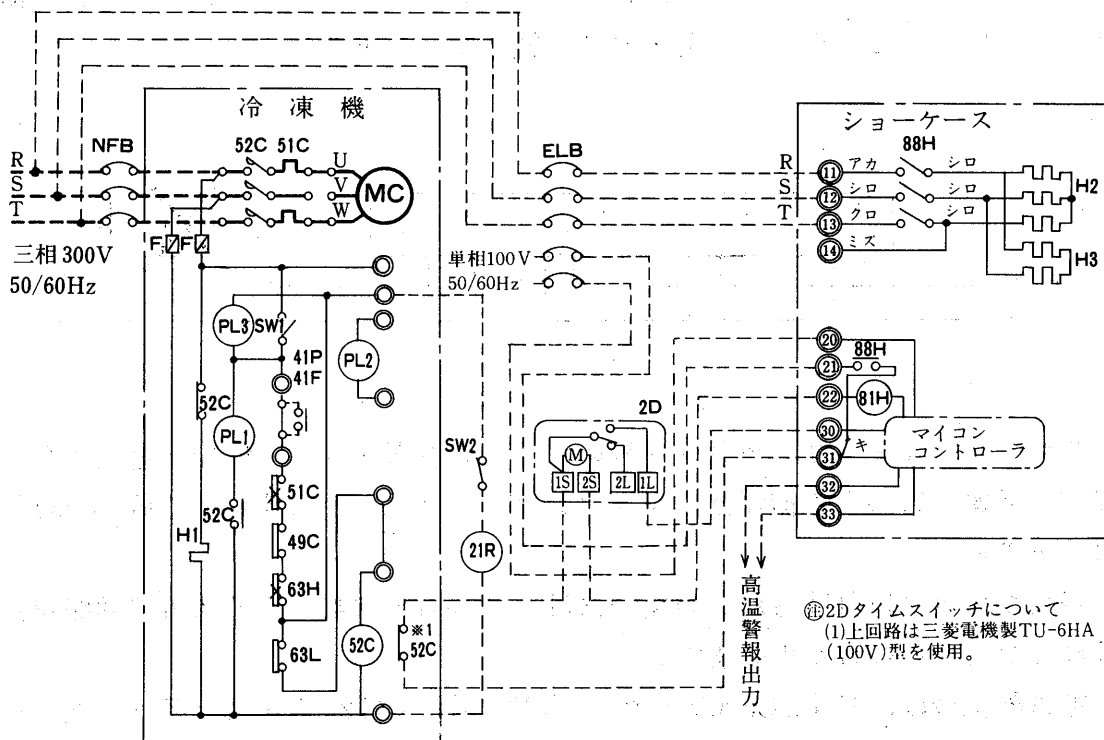 冷凍機
ショーケース
NFB
52C 51C
ELB
88H
R
S
T
U
V
W
MC
R
S
T
11 アカ シロ
12 シロ シロ
13 クロ シロ
14 ミズ
H2
H3
三相300V
50/60Hz
F F
単相100V
50/60Hz
PL3 SW1
PL2
41P
41F
52C
PL1
51C
52C
49C
H1
63H
63L
52C
SW2
21R
※1
52C
2D
M
1S 2S 2L 1L
20
21 88H
22 81H
30
31 キ
32
33
マイコン
コントローラ
高温警報出力
注2Dタイムスイッチについて
(1)上回路は三菱電機製TU-6HA
(100V)型を使用。